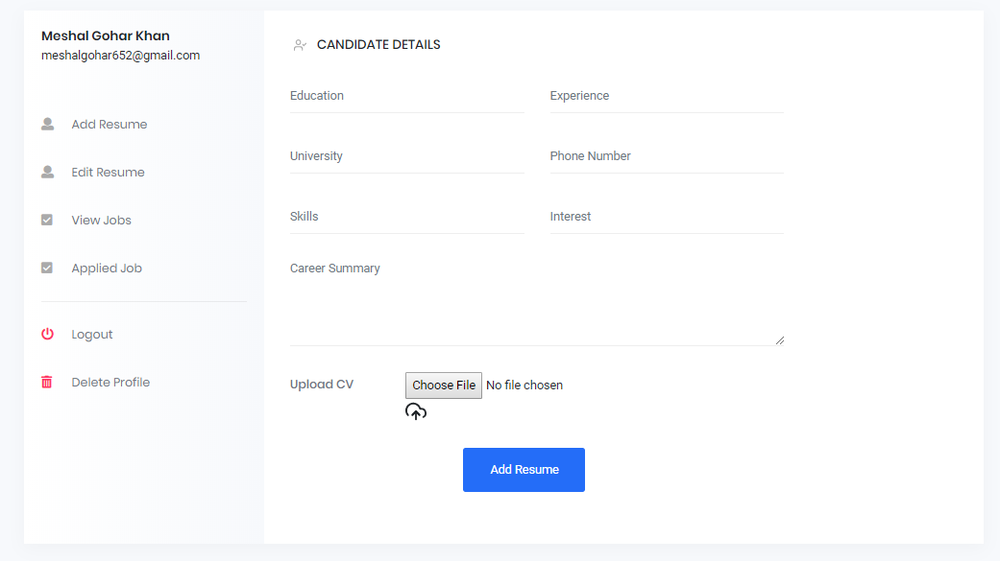 Meshal Gohar Khan
meshalgohar652@gmail.com
Add Resume
Edit Resume
View Jobs
Applied Job
Logout
Delete Profile
CANDIDATE DETAILS
Education Experience
University Phone Number
Skills Interest
Career Summary
Upload CV Choose File No file chosen
Add Resume